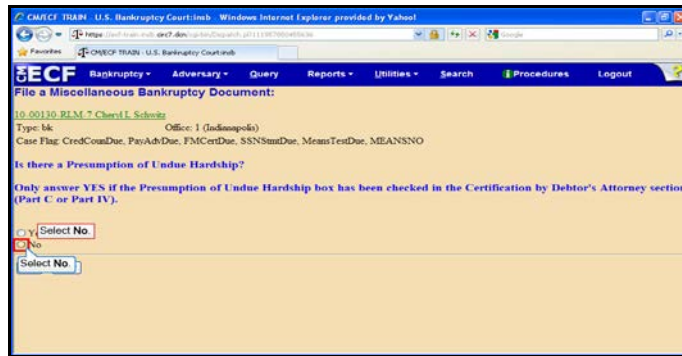 CM/ECF TRAIN - U.S. Bankruptcy Court:insb - Windows Internet Explorer provided by Yahoo!
Google
Favorites CM/ECF TRAIN - U.S. Bankruptcy Court:insb
CM/ECF Bankruptcy Adversary Query Reports Utilities Search Procedures Logout ?
File a Miscellaneous Bankruptcy Document:
10-00130-RLM-7 Cheryl L Schwitz
Type: bk Office: 1 (Indianapolis)
Case Flag: CredCounDue, PayAdvDue, FMCertDue, SSNStmtDue, MeansTestDue, MEANSNO
Is there a Presumption of Undue Hardship?
Only answer YES if the Presumption of Undue Hardship box has been checked in the Certification by Debtor's Attorney section
(Part C or Part IV).
Select No.
No
Select No.